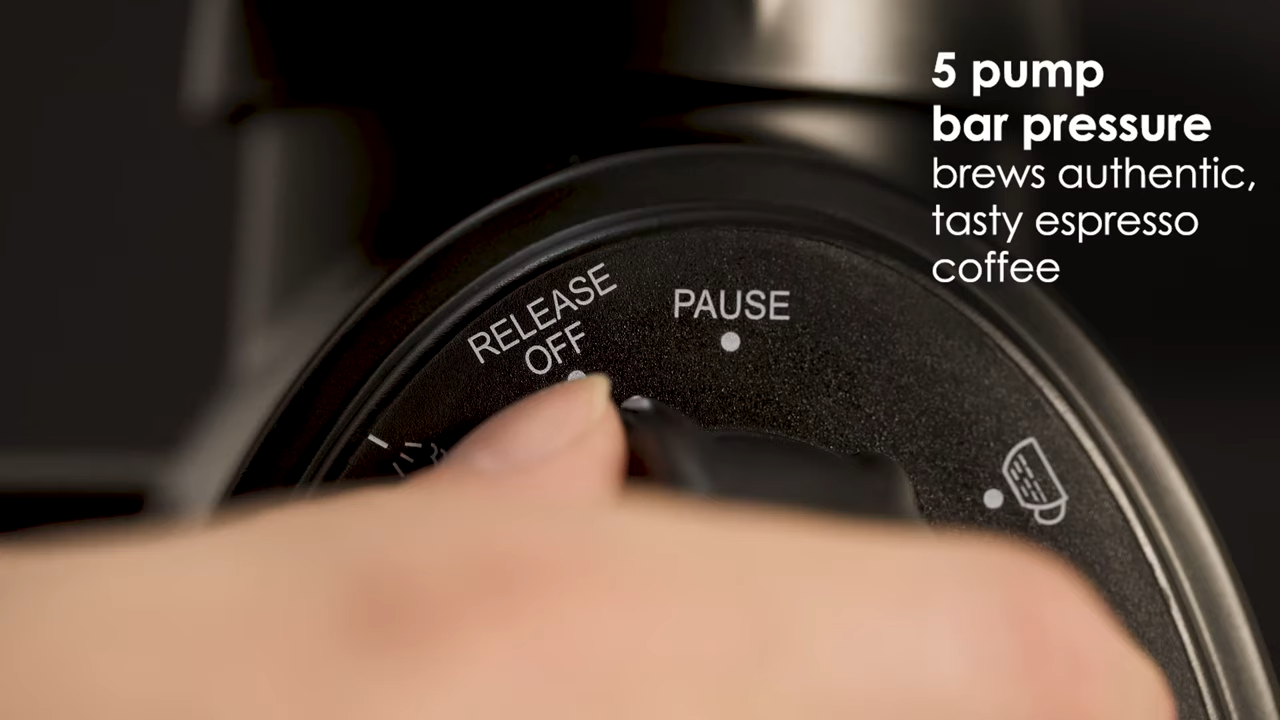 5 pump
bar pressure
brews authentic,
tasty espresso
coffee
RELEASE
OFF
PAUSE